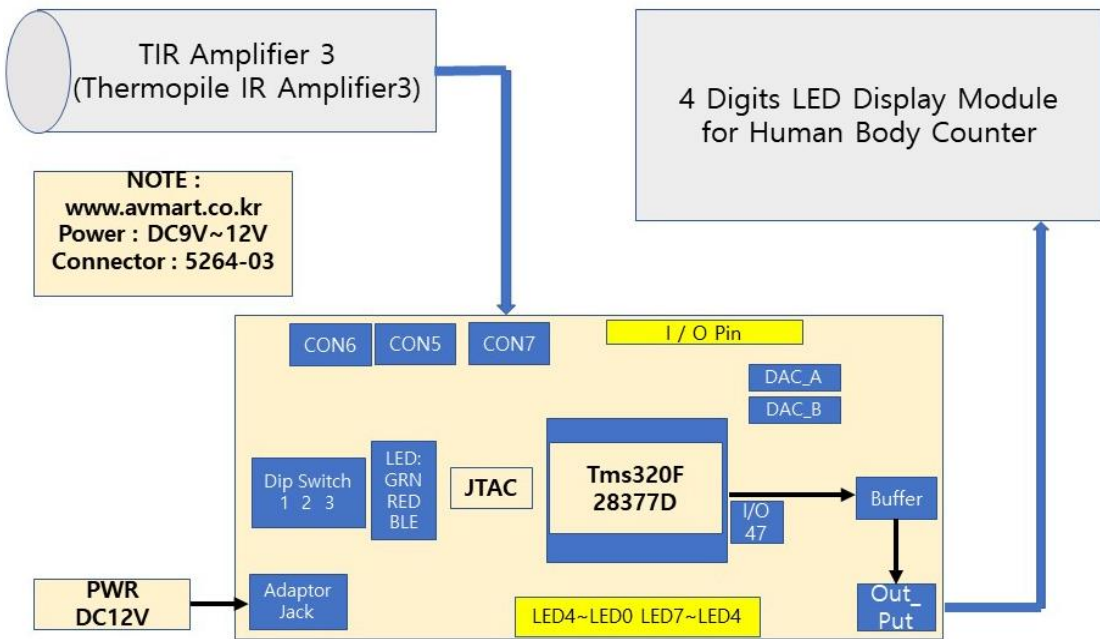 TIR Amplifier 3
(Thermopile IR Amplifier3)
4 Digits LED Display Module
for Human Body Counter
NOTE :
www.avmart.co.kr
Power : DC9V~12V
Connector : 5264-03
CON6
CON5
CON7
I / O Pin
DAC_A
DAC_B
Dip Switch
1 2 3
LED:
GRN
RED
BLE
JTAC
Tms320F
28377D
I/O
47
Buffer
PWR
DC12V
Adaptor
Jack
LED4~LED0 LED7~LED4
Out_
Put